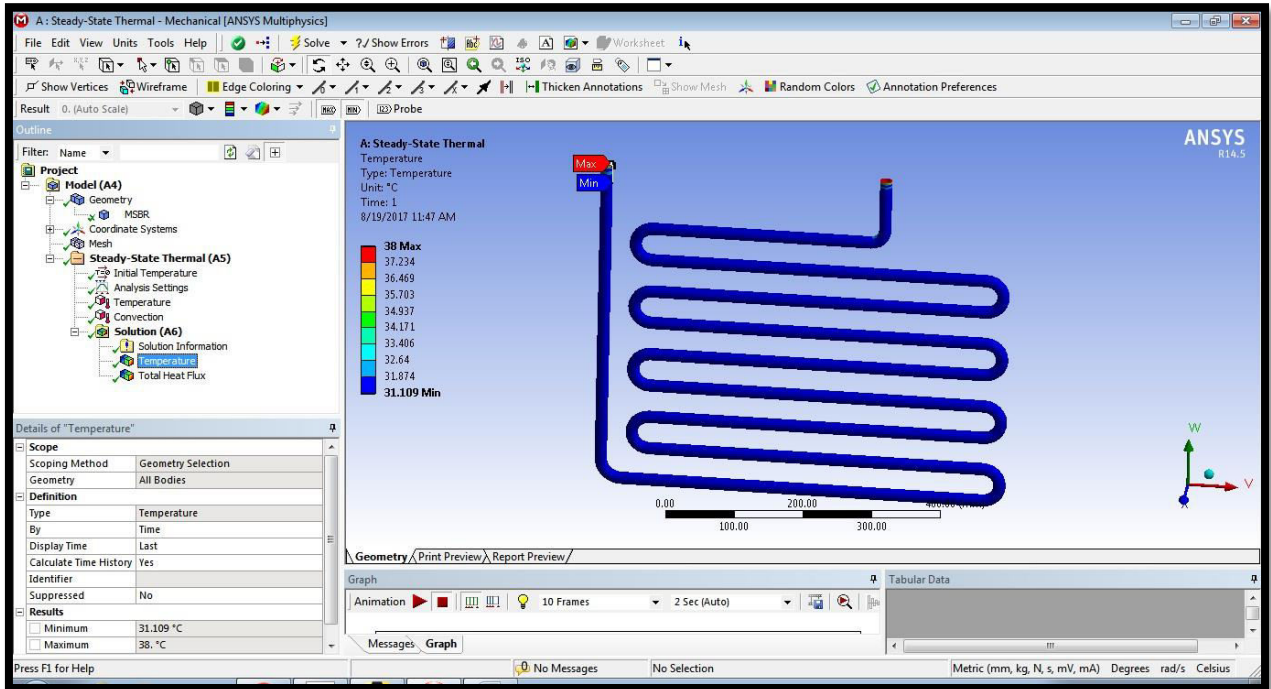 A : Steady-State Thermal - Mechanical [ANSYS Multiphysics]
File Edit View Units Tools Help Solve ?/ Show Errors Worksheet
Show Vertices Wireframe Edge Coloring Thicken Annotations Show Mesh Random Colors Annotation Preferences
Result 0. (Auto Scale) Probe
Outline
Filter: Name
Project
Model (A4)
Geometry
MSBR
Coordinate Systems
Mesh
Steady-State Thermal (A5)
Initial Temperature
Analysis Settings
Temperature
Convection
Solution (A6)
Solution Information
Temperature
Total Heat Flux
Details of "Temperature"
Scope
Scoping Method Geometry Selection
Geometry All Bodies
Definition
Type Temperature
By Time
Display Time Last
Calculate Time History Yes
Identifier
Suppressed No
Results
Minimum 31.109 °C
Maximum 38. °C
A: Steady-State Thermal
Temperature
Type: Temperature
Unit: °C
Time: 1
8/19/2017 11:47 AM
38 Max
37.234
36.469
35.703
34.937
34.171
33.406
32.64
31.874
31.109 Min
Max
Min
ANSYS
R14.5
W
V
0.00 200.00
100.00 300.00
Geometry Print Preview Report Preview
Graph
Animation 10 Frames 2 Sec (Auto)
Messages Graph
Tabular Data
Press F1 for Help No Messages No Selection Metric (mm, kg, N, s, mV, mA) Degrees rad/s Celsius